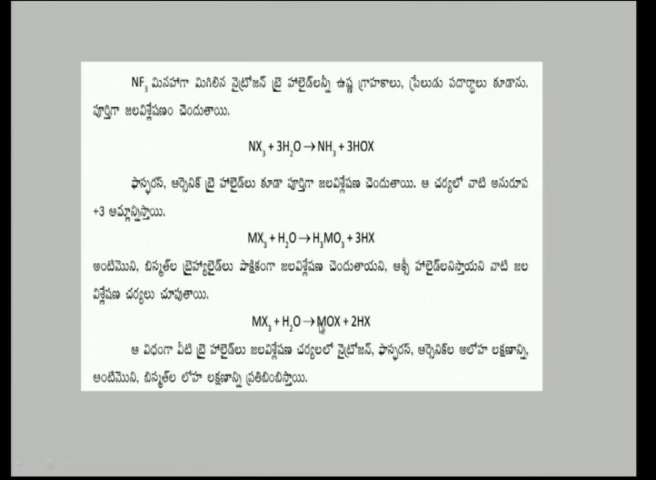 NF₃ మినహాగా మిగిలిన నైట్రోజన్ ట్రై హాలైడ్‌లన్నీ ఉష్ణ గ్రాహకాలు, ప్రేలుడు పదార్థాలు కూడాను.
పూర్తిగా జలవిశ్లేషణం చెందుతాయి.
NX₃ + 3H₂O → NH₃ + 3HOX
ఫాస్ఫరస్, ఆర్సెనిక్ ట్రై హాలైడ్‌లు కూడా పూర్తిగా జలవిశ్లేషణ చెందుతాయి. ఆ చర్యలో వాటి అనురూప
+3 ఆమ్లాన్నిస్తాయి.
MX₃ + H₂O → H₃MO₃ + 3HX
అంటిమొని, బిస్మత్‌ల ట్రైహ్యాలైడ్‌లు పాక్షికంగా జలవిశ్లేషణ చెందుతాయని, ఆక్సీ హాలైడ్‌లనిస్తాయని వాటి జల
విశ్లేషణ చర్యలు చూపుతాయి.
MX₃ + H₂O → MOX + 2HX
ఆ విధంగా వీటి ట్రై హాలైడ్‌లు జలవిశ్లేషణ చర్యలలో నైట్రోజన్, ఫాస్ఫరస్, ఆర్సెనిక్‌ల అలోహ లక్షణాన్ని,
అంటిమొని, బిస్మత్‌ల లోహ లక్షణాన్ని ప్రతిబింబిస్తాయి.